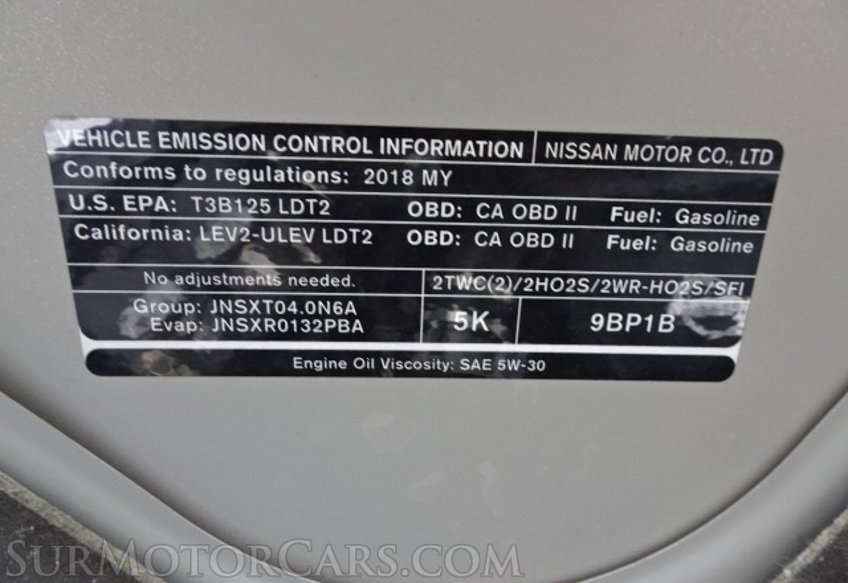 VEHICLE EMISSION CONTROL INFORMATION NISSAN MOTOR CO., LTD
Conforms to regulations: 2018 MY
U.S. EPA: T3B125 LDT2 OBD: CA OBD II Fuel: Gasoline
California: LEV2-ULEV LDT2 OBD: CA OBD II Fuel: Gasoline
No adjustments needed. 2TWC(2)/2HO2S/2WR-HO2S/SFI
Group: JNSXT04.0N6A
Evap: JNSXR0132PBA
5K 9BP1B
Engine Oil Viscosity: SAE 5W-30
SurMotorCars.com